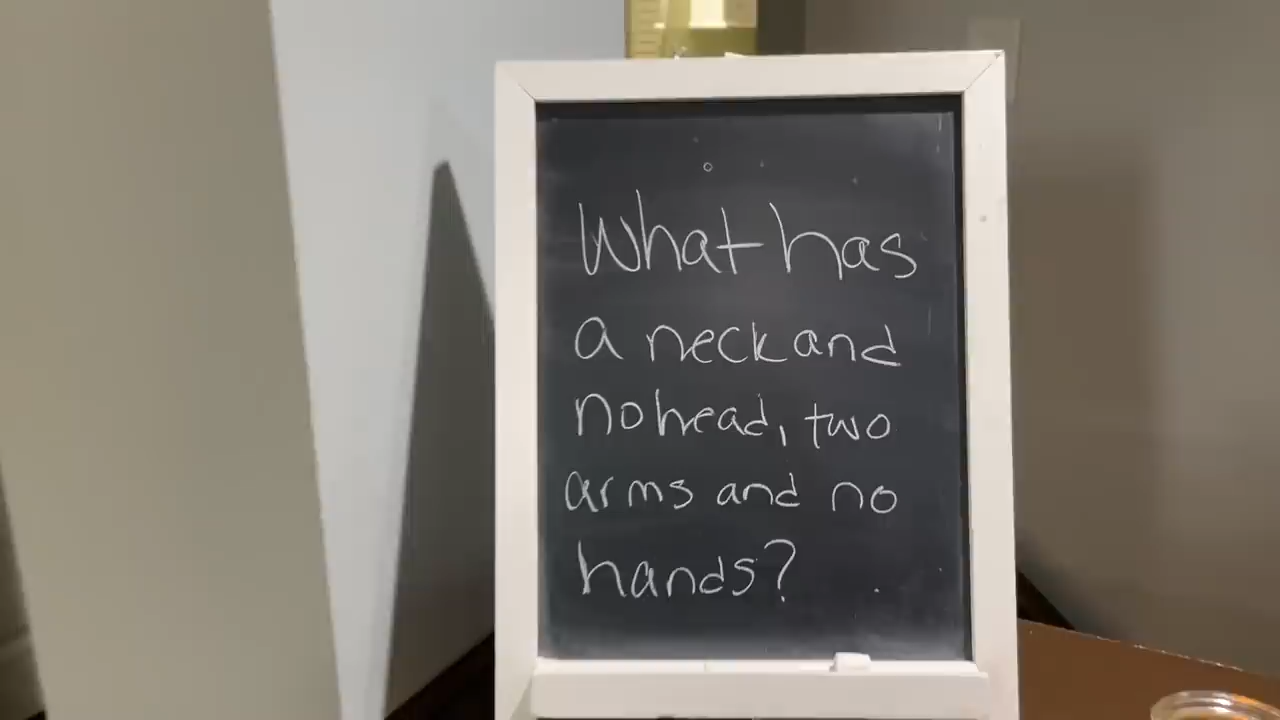 What has
a neck and
no head, two
arms and no
hands?